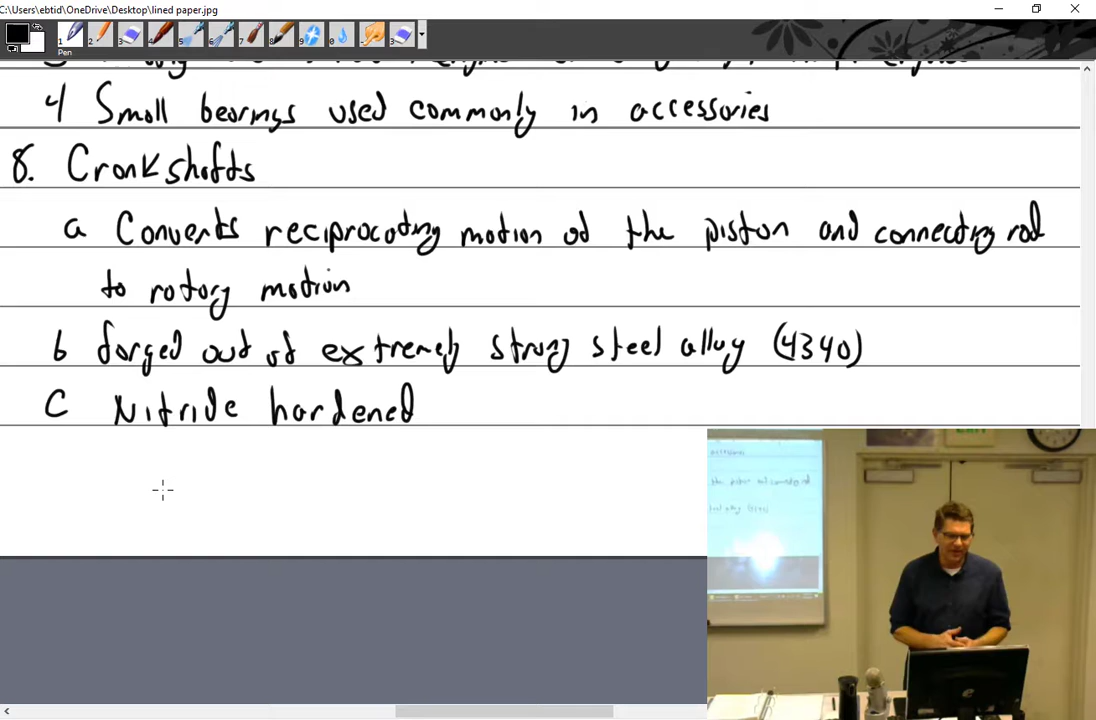 C:\Users\ebtid\OneDrive\Desktop\lined paper.jpg
Pen
4 Small bearings used commonly in accessories
8. Crankshafts
a Converts reciprocating motion of the piston and connecting rod
to rotary motion
b forged out of extremely strong steel alloy (4340)
C Nitride hardened
EXIT